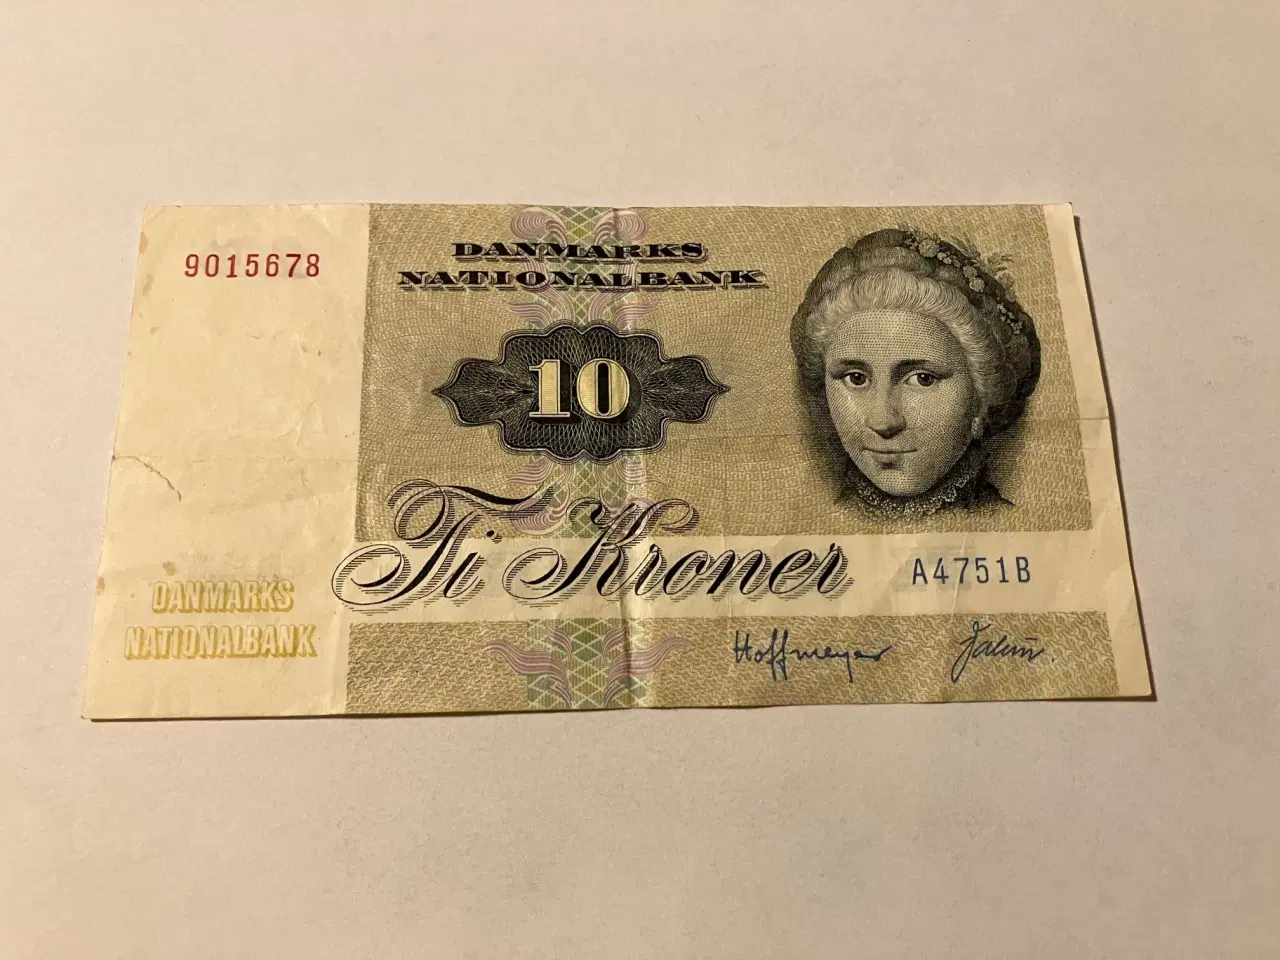 9015678
DANMARKS
NATIONALBANK
10
Ti Kroner
A4751B
DANMARKS
NATIONALBANK
Hoffmeyer